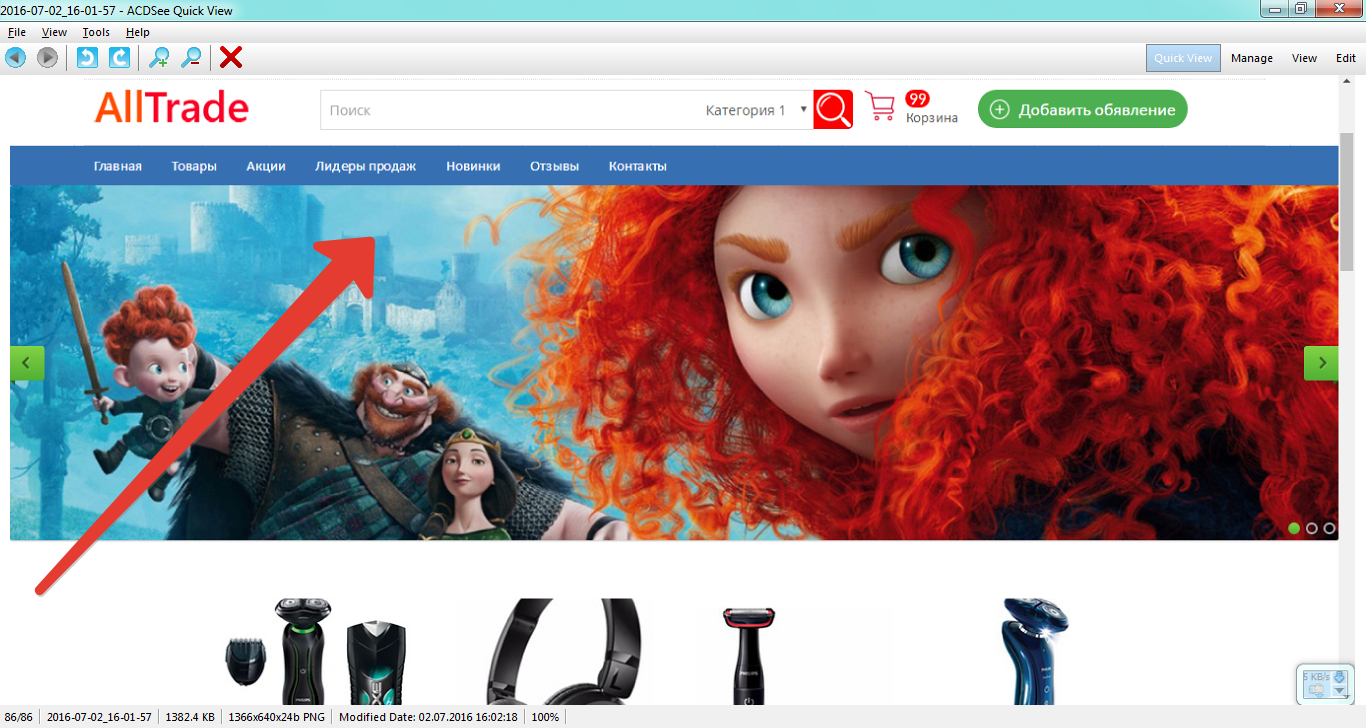 2016-07-02_16-01-57 - ACDSee Quick View
File View Tools Help
Quick View Manage View Edit
AllTrade
Поиск
Категория 1
99
Корзина
Добавить обявление
Главная Товары Акции Лидеры продаж Новинки Отзывы Контакты
5 KB/s
86/86 2016-07-02_16-01-57 1382.4 KB 1366x640x24b PNG Modified Date: 02.07.2016 16:02:18 100%